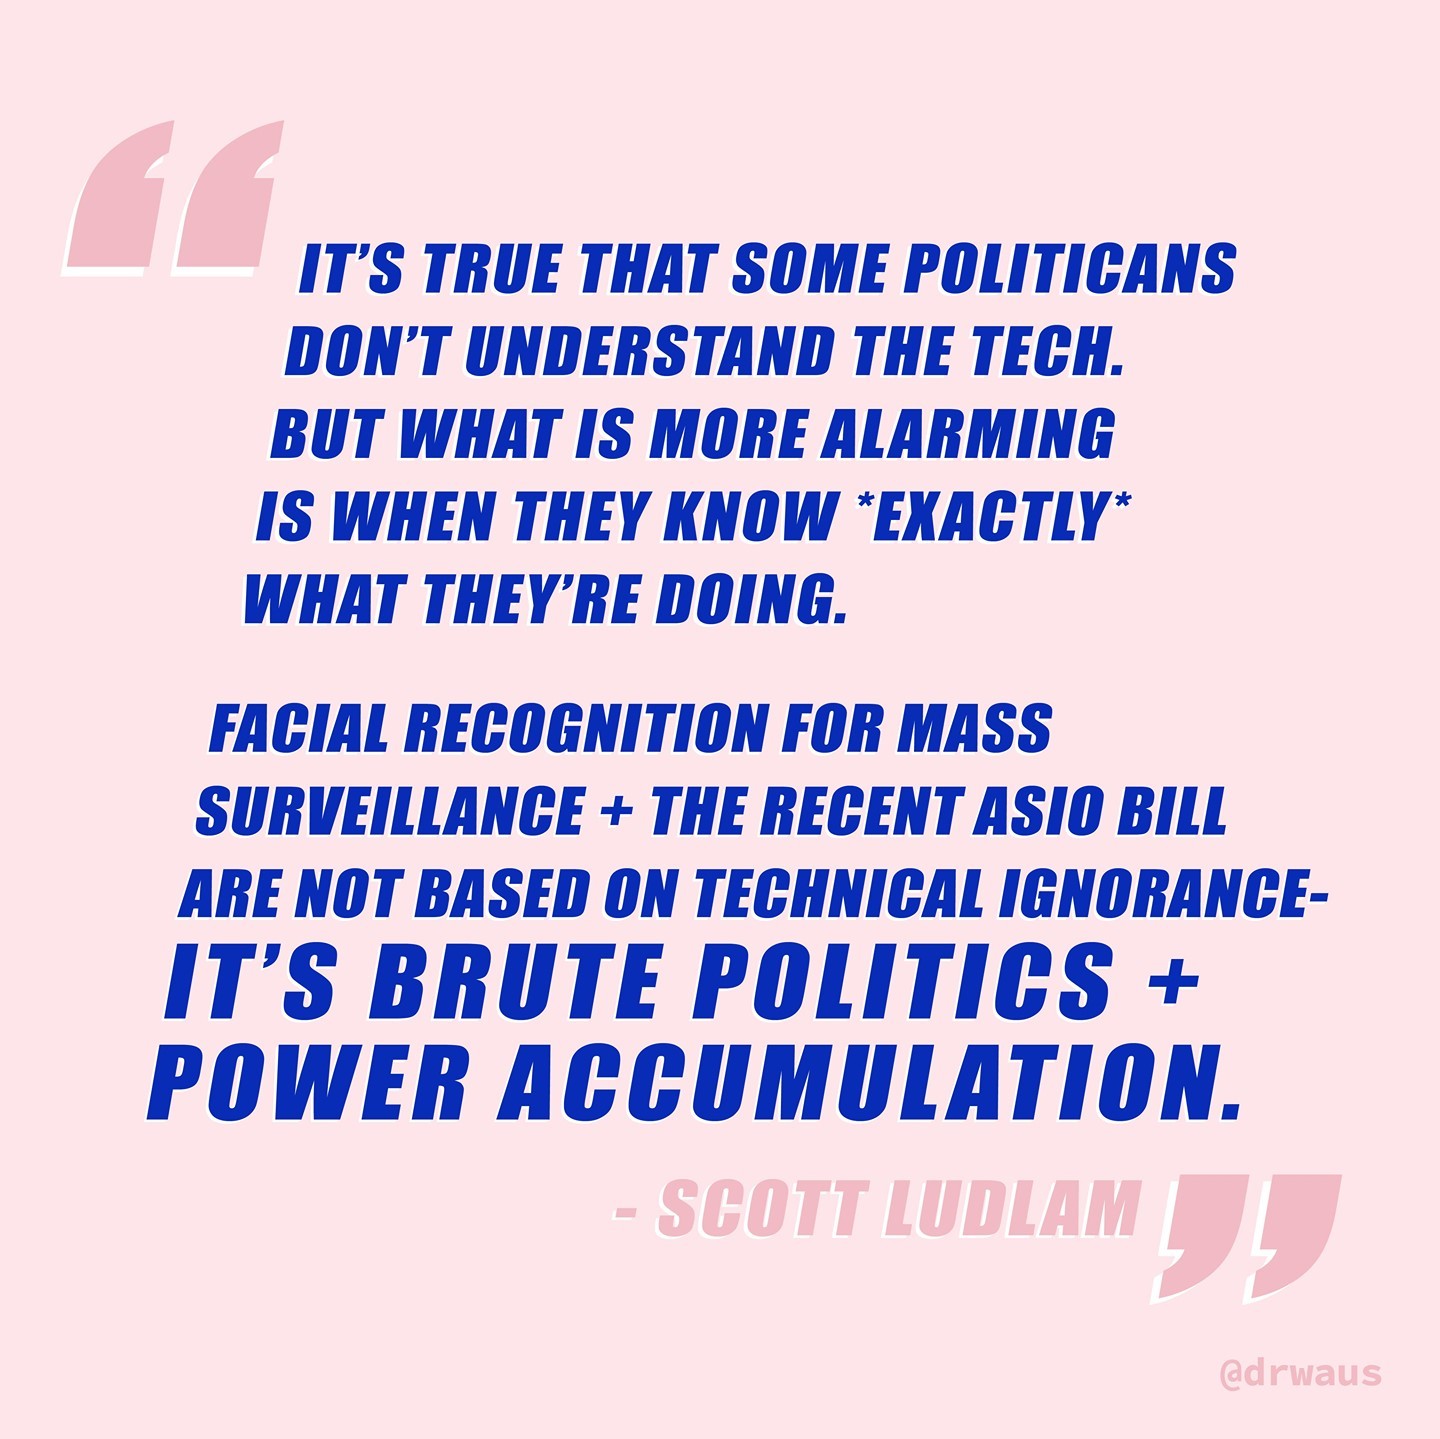 “
IT’S TRUE THAT SOME POLITICANS
DON’T UNDERSTAND THE TECH.
BUT WHAT IS MORE ALARMING
IS WHEN THEY KNOW *EXACTLY*
WHAT THEY’RE DOING.
FACIAL RECOGNITION FOR MASS
SURVEILLANCE + THE RECENT ASIO BILL
ARE NOT BASED ON TECHNICAL IGNORANCE-
IT’S BRUTE POLITICS +
POWER ACCUMULATION.
- SCOTT LUDLAM ”
@drwaus